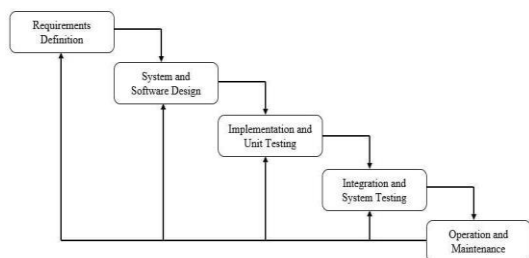 Requirements
Definition
System and
Software Design
Implementation and
Unit Testing
Integration and
System Testing
Operation and
Maintenance